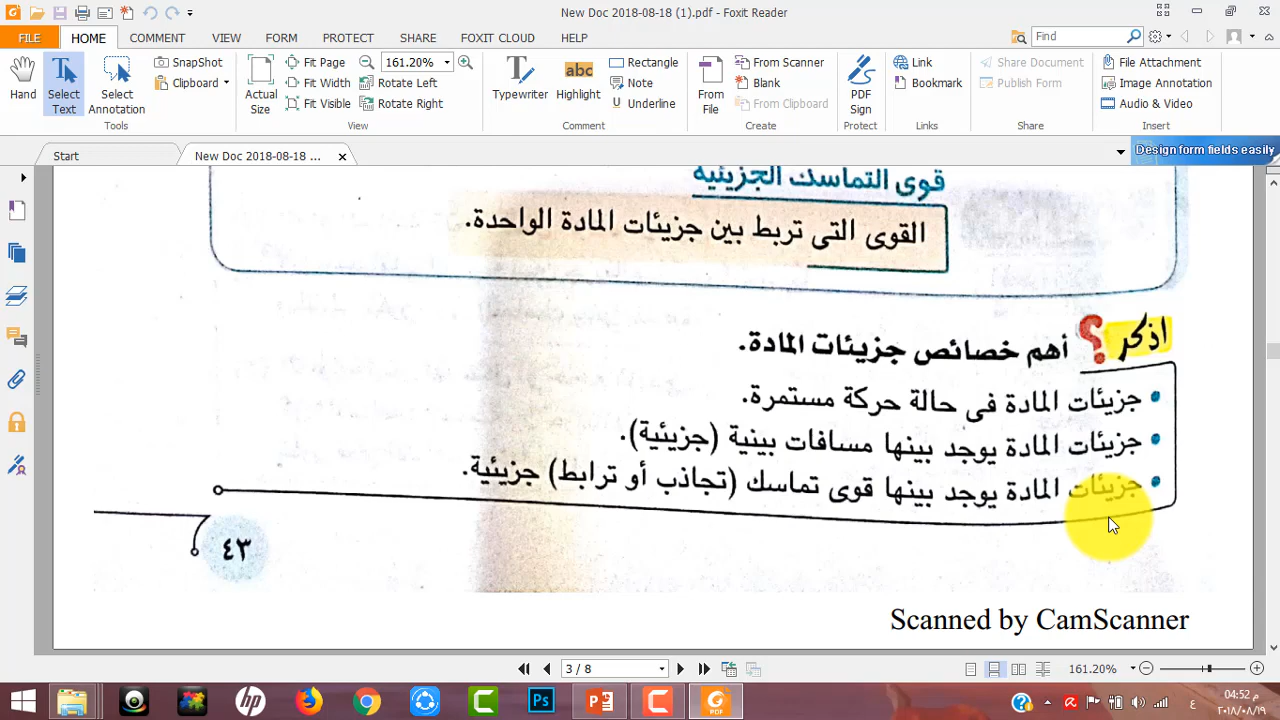 New Doc 2018-08-18 (1).pdf - Foxit Reader
FILE HOME COMMENT VIEW FORM PROTECT SHARE FOXIT CLOUD HELP Find
SnapShot 161.20% Rectangle From Scanner Link Share Document File Attachment
Clipboard Fit Page Rotate Left Note Blank Bookmark Publish Form Image Annotation
Fit Width Rotate Right Underline From Clipboard Audio & Video
Fit Visible
Hand Select Text Select Annotation Actual Size Typewriter Highlight From File PDF Sign
Tools View Comment Create Protect Links Share Insert
Start New Doc 2018-08-18 ... Design form fields easily
قوى التماسك الجزيئية
القوى التى تربط بين جزيئات المادة الواحدة.
اذكر ؟ أهم خصائص جزيئات المادة.
• جزيئات المادة فى حالة حركة مستمرة.
• جزيئات المادة يوجد بينها مسافات بينية (جزيئية).
• جزيئات المادة يوجد بينها قوى تماسك (تجاذب أو ترابط) جزيئية.
٤٣
Scanned by CamScanner
3 / 8 161.20%
hp Ps PDF ع
04:52 م
٢٠١٨/٠٨/١٩